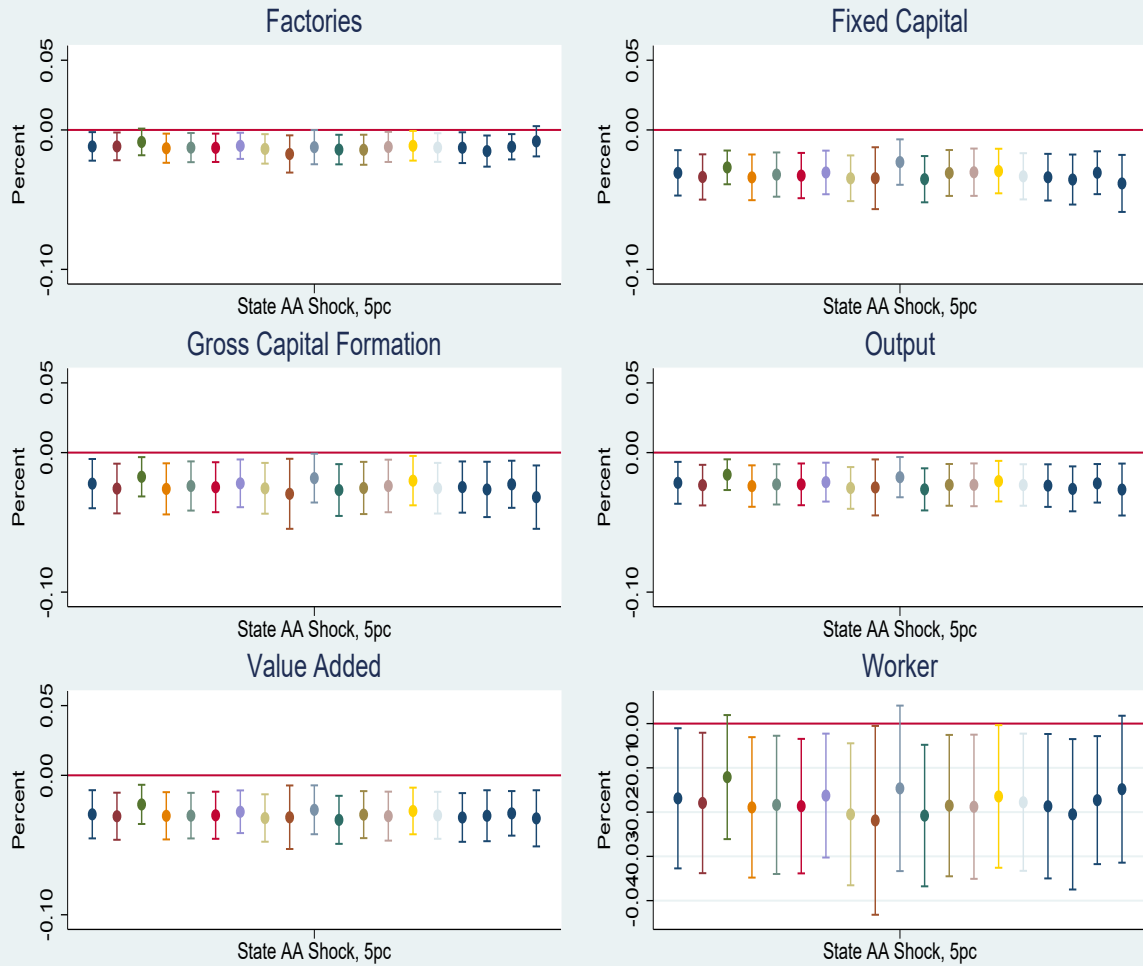 Factories
Percent
0.05
0.00
-0.10
State AA Shock, 5pc
Fixed Capital
Percent
0.05
0.00
-0.10
State AA Shock, 5pc
Gross Capital Formation
Percent
0.05
0.00
-0.10
State AA Shock, 5pc
Output
Percent
0.05
0.00
-0.10
State AA Shock, 5pc
Value Added
Percent
0.05
0.00
-0.10
State AA Shock, 5pc
Worker
Percent
-0.040.030.020.010.00
State AA Shock, 5pc